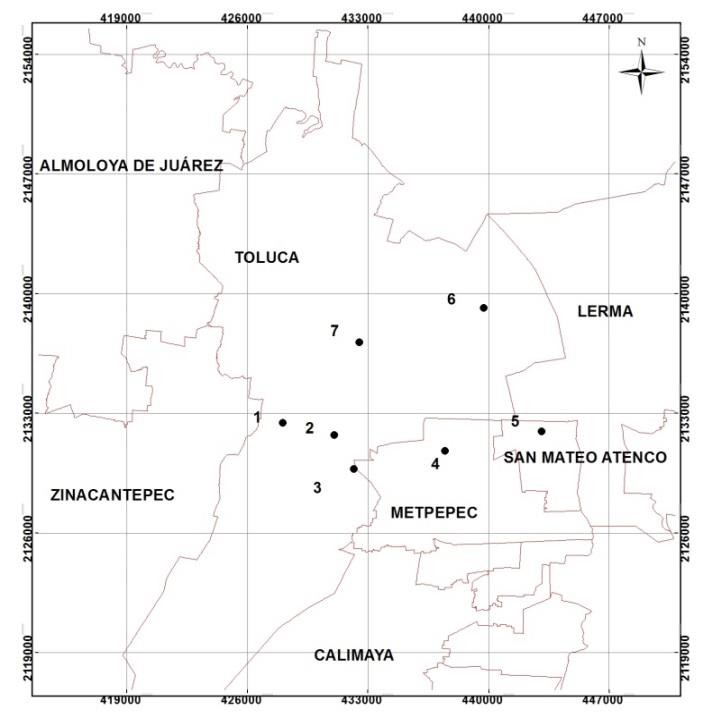 419000 426000 433000 440000 447000
2154000 2154000
N
ALMOLOYA DE JUÁREZ
2147000 2147000
TOLUCA
2140000 2140000
6
LERMA
7
1
5
2133000 2133000
2
4
SAN MATEO ATENCO
3
ZINACANTEPEC
METPEPEC
2126000 2126000
CALIMAYA
2119000 2119000
419000 426000 433000 440000 447000